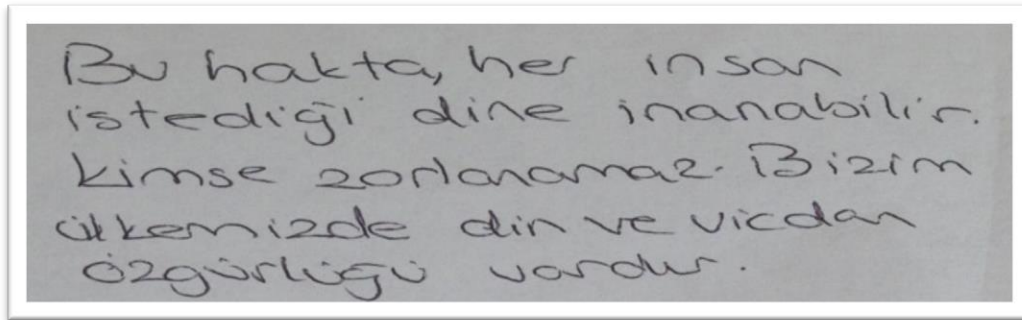 Bu hakta, her insan
istediği dine inanabilir.
Kimse zorlanamaz. Bizim
ülkemizde din ve vicdan
özgürlüğü vardır.